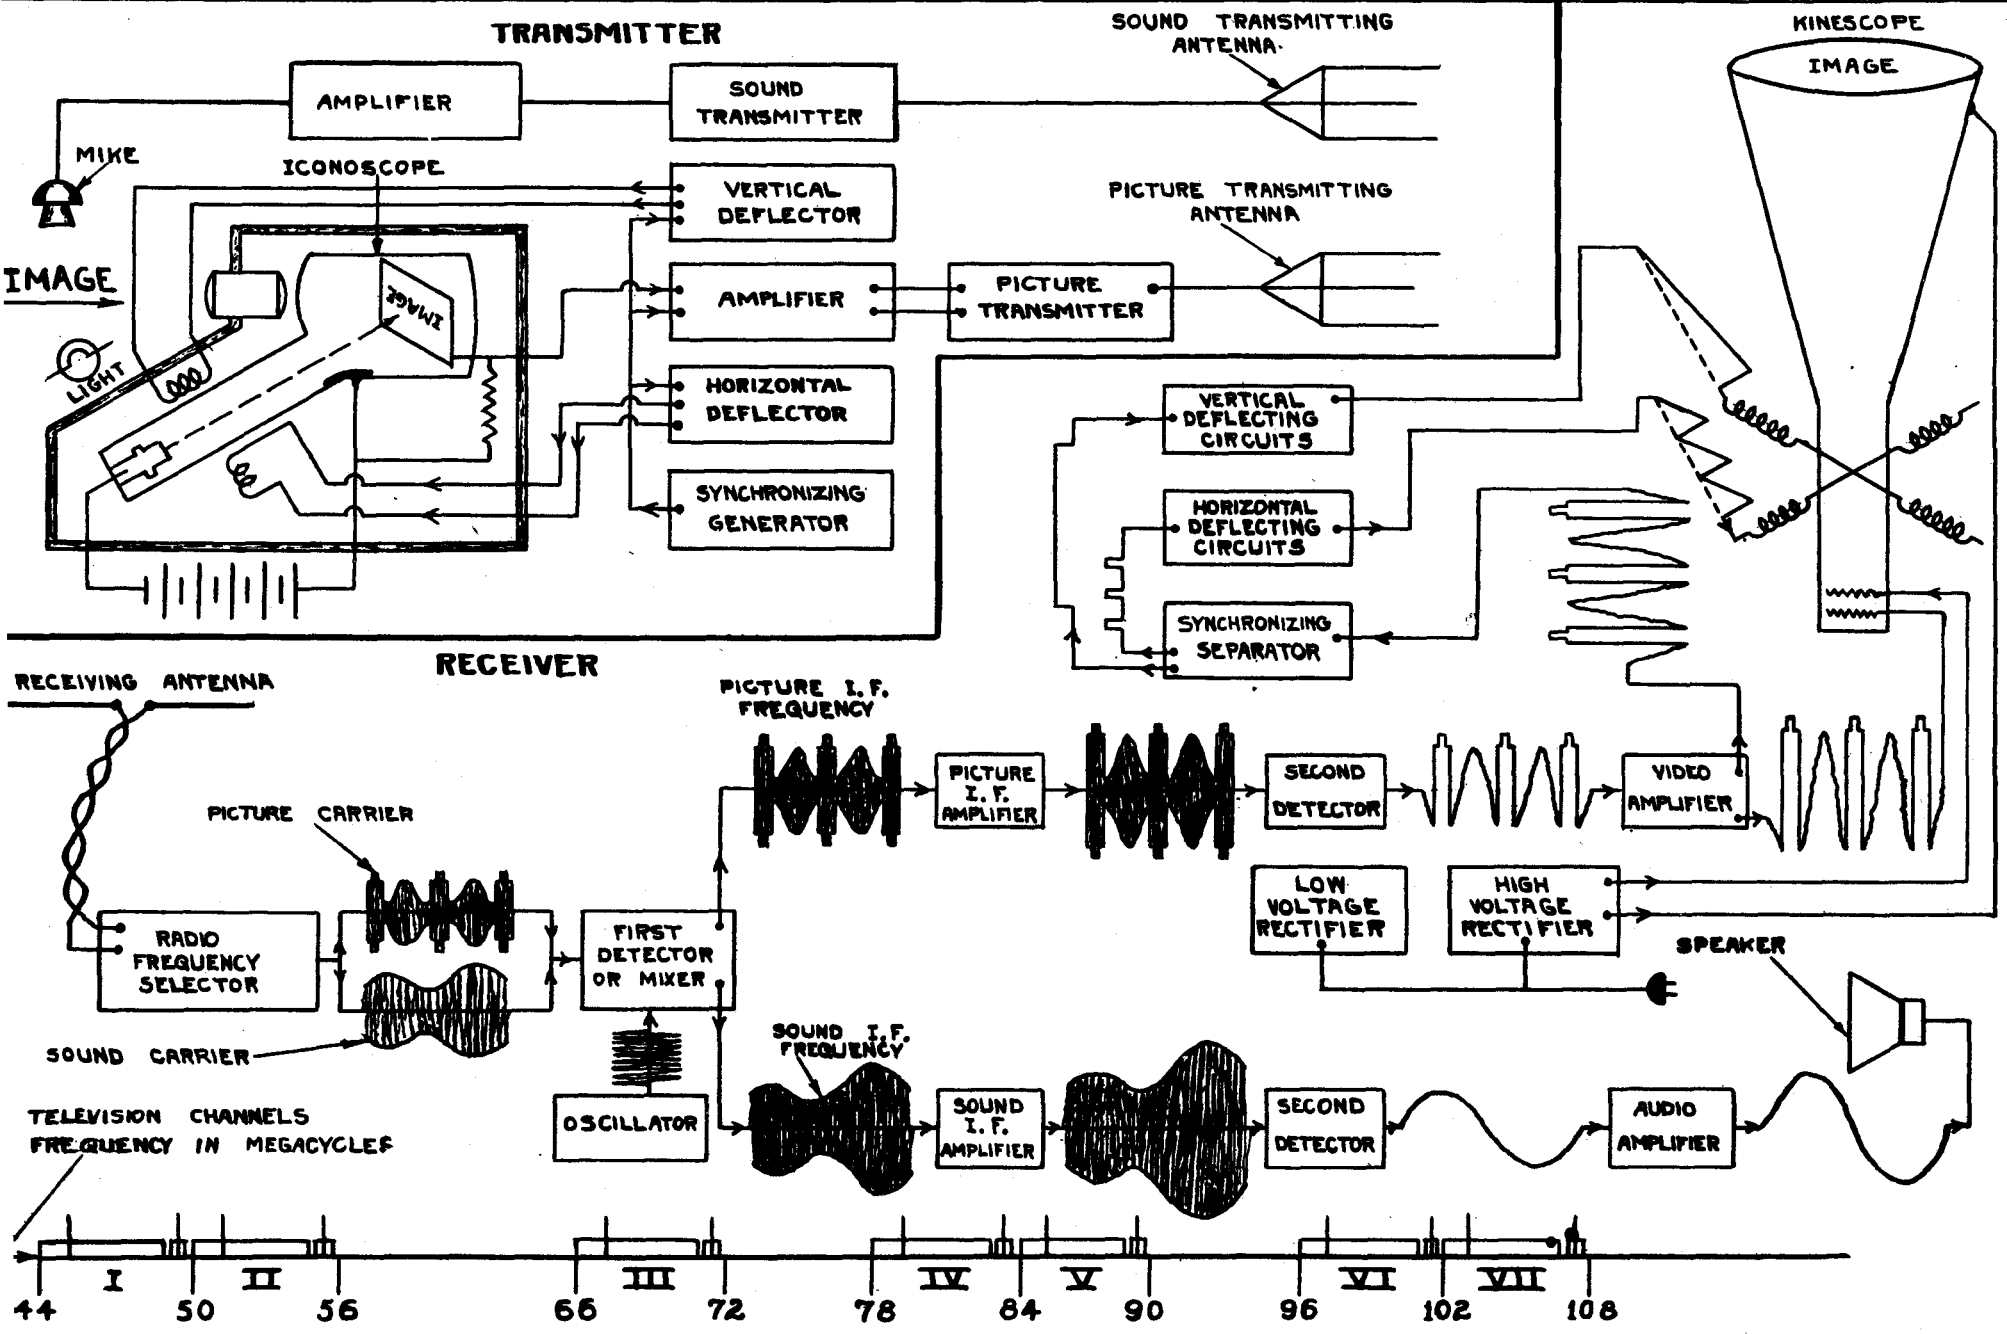 TRANSMITTER
SOUND TRANSMITTING
ANTENNA.
KINESCOPE
IMAGE
AMPLIFIER
SOUND
TRANSMITTER
MIKE
ICONOSCOPE
VERTICAL
DEFLECTOR
PICTURE TRANSMITTING
ANTENNA
IMAGE
IMAGE
AMPLIFIER
PICTURE
TRANSMITTER
LIGHT
HORIZONTAL
DEFLECTOR
VERTICAL
DEFLECTING
CIRCUITS
SYNCHRONIZING
GENERATOR
HORIZONTAL
DEFLECTING
CIRCUITS
SYNCHRONIZING
SEPARATOR
RECEIVER
RECEIVING ANTENNA
PICTURE I.F.
FREQUENCY
PICTURE
I.F.
AMPLIFIER
SECOND
DETECTOR
VIDEO
AMPLIFIER
PICTURE CARRIER
LOW
VOLTAGE
RECTIFIER
HIGH
VOLTAGE
RECTIFIER
RADIO
FREQUENCY
SELECTOR
FIRST
DETECTOR
OR MIXER
SPEAKER
SOUND CARRIER
SOUND I.F.
FREQUENCY
OSCILLATOR
SOUND
I.F.
AMPLIFIER
SECOND
DETECTOR
AUDIO
AMPLIFIER
TELEVISION CHANNELS
FREQUENCY IN MEGACYCLES
I II III IV V VI VII
44 50 56 66 72 78 84 90 96 102 108